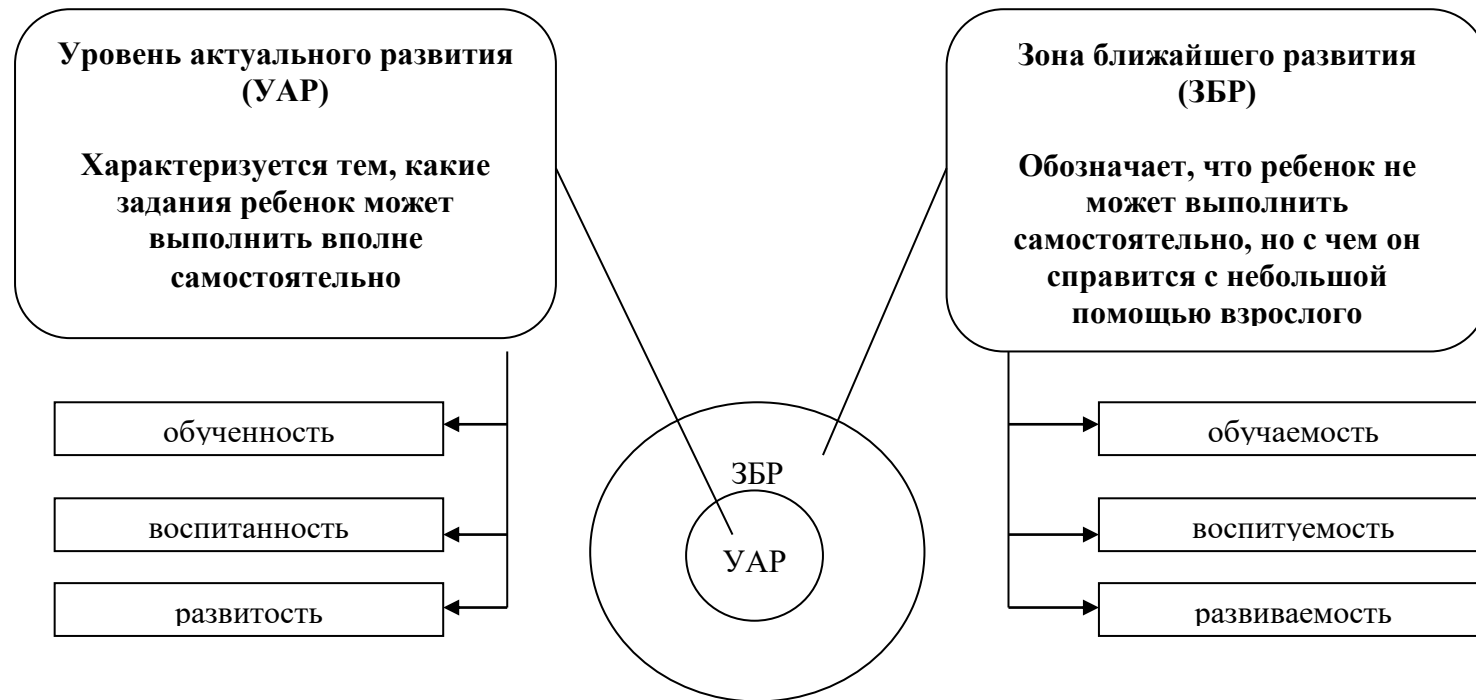 Уровень актуального развития
(УАР)
Характеризуется тем, какие
задания ребенок может
выполнить вполне
самостоятельно
Зона ближайшего развития
(ЗБР)
Обозначает, что ребенок не
может выполнить
самостоятельно, но с чем он
справится с небольшой
помощью взрослого
обученность
воспитанность
развитость
ЗБР
УАР
обучаемость
воспитуемость
развиваемость